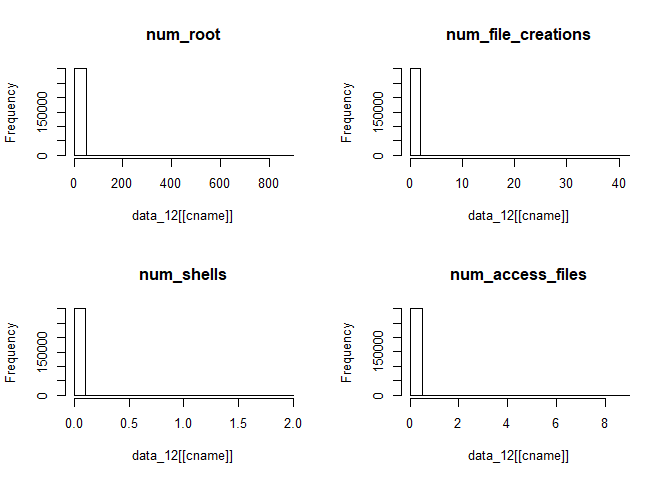 num_root
Frequency
0 150000
0 200 400 600 800
data_12[[cname]]
num_file_creations
Frequency
0 150000
0 10 20 30 40
data_12[[cname]]
num_shells
Frequency
0 150000
0.0 0.5 1.0 1.5 2.0
data_12[[cname]]
num_access_files
Frequency
0 150000
0 2 4 6 8
data_12[[cname]]